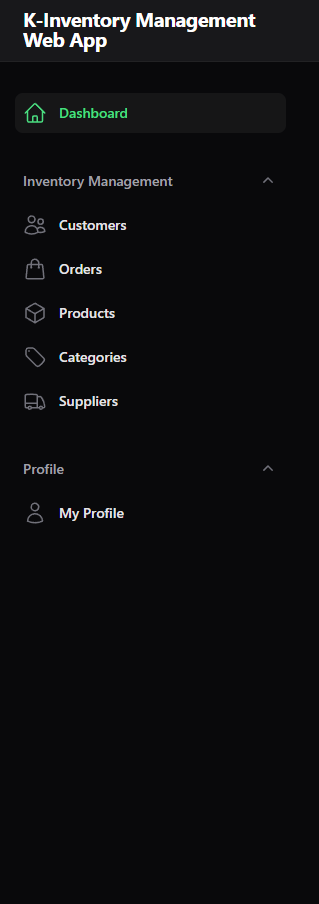 K-Inventory Management
Web App
Dashboard
Inventory Management
Customers
Orders
Products
Categories
Suppliers
Profile
My Profile